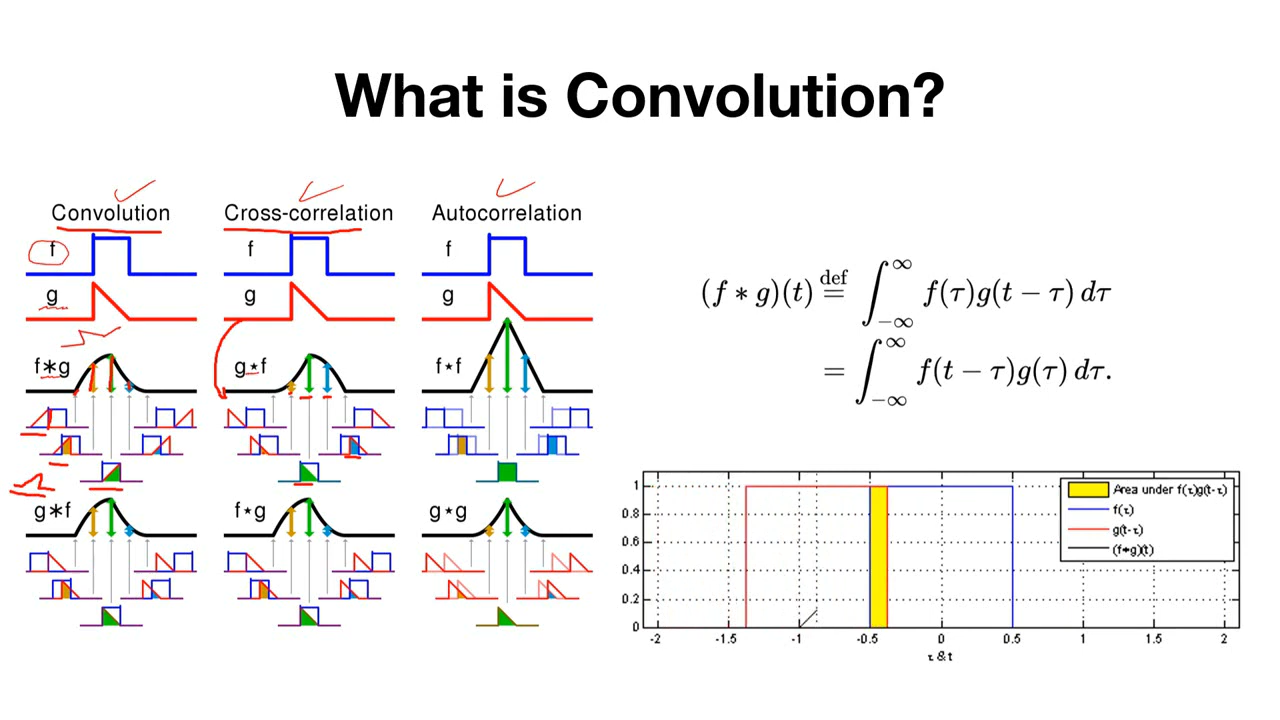 What is Convolution?
Convolution
f
g
f∗g
g∗f
Cross-correlation
f
g
g⋆f
f⋆g
Autocorrelation
f
g
f⋆f
g⋆g
(f ∗ g)(t) def= ∫_{−∞}^{∞} f(τ)g(t − τ) dτ
= ∫_{−∞}^{∞} f(t − τ)g(τ) dτ.
1
0.8
0.6
0.4
0.2
0
-2 -1.5 -1 -0.5 0 0.5 1 1.5 2
τ & t
Area under f(τ)g(t-τ)
f(τ)
g(t-τ)
(f∗g)(t)